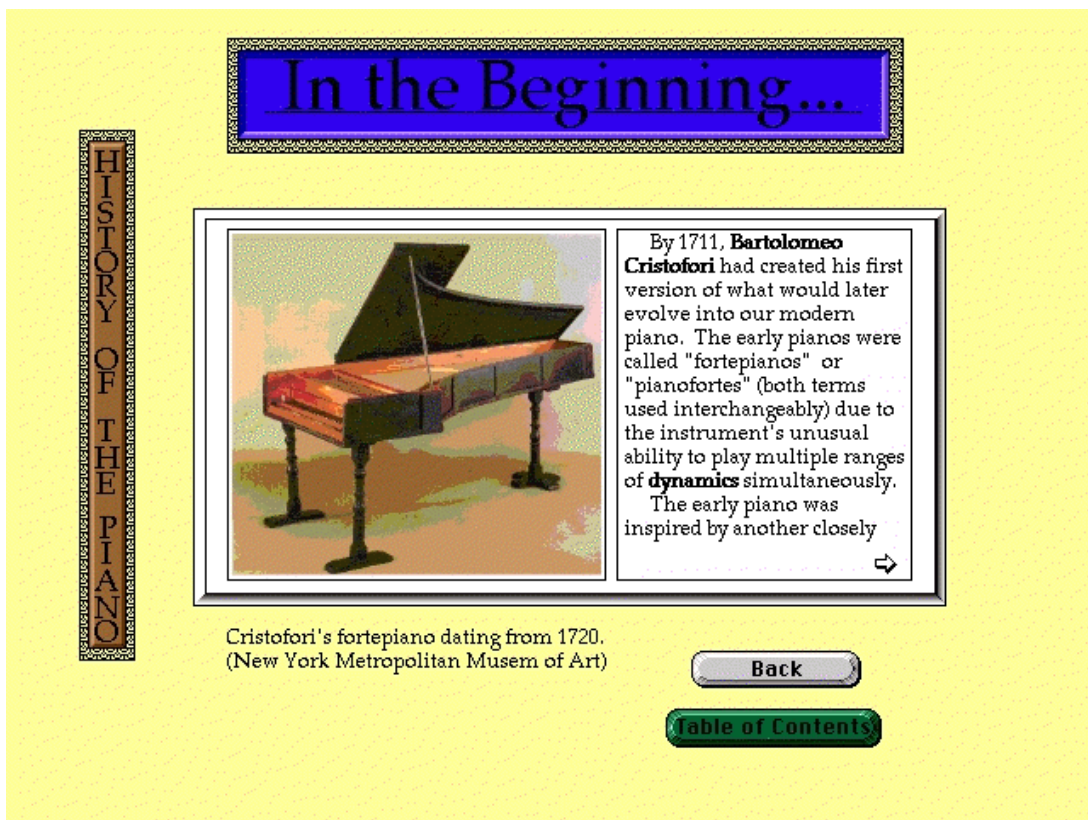 In the Beginning...
HISTORY OF THE PIANO
By 1711, Bartolomeo
Cristofori had created his first
version of what would later
evolve into our modern
piano.  The early pianos were
called "fortepianos"  or
"pianofortes" (both terms
used interchangeably) due to
the instrument's unusual
ability to play multiple ranges
of dynamics simultaneously.
The early piano was
inspired by another closely
Cristofori's fortepiano dating from 1720.
(New York Metropolitan Musem of Art)
Back
Table of Contents